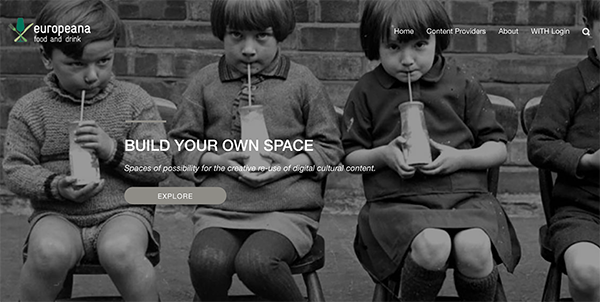 europeana
food and drink
Home Content Providers About WITH Login
BUILD YOUR OWN SPACE
Spaces of possibility for the creative re-use of digital cultural content.
EXPLORE